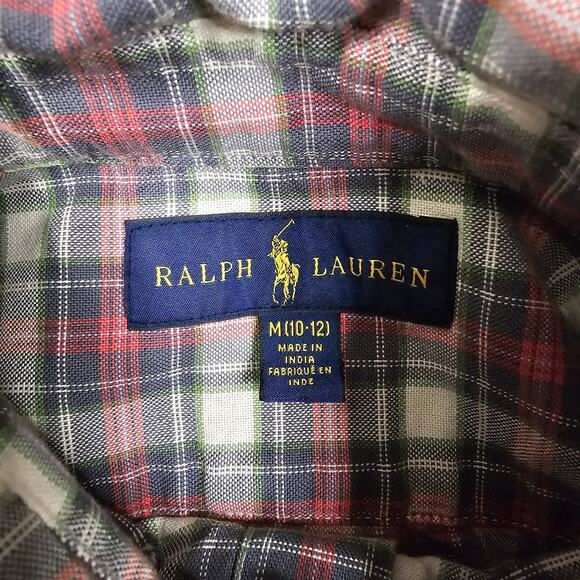 RALPH LAUREN
M(10-12)
MADE IN
INDIA
FABRIQUÉ EN
INDE